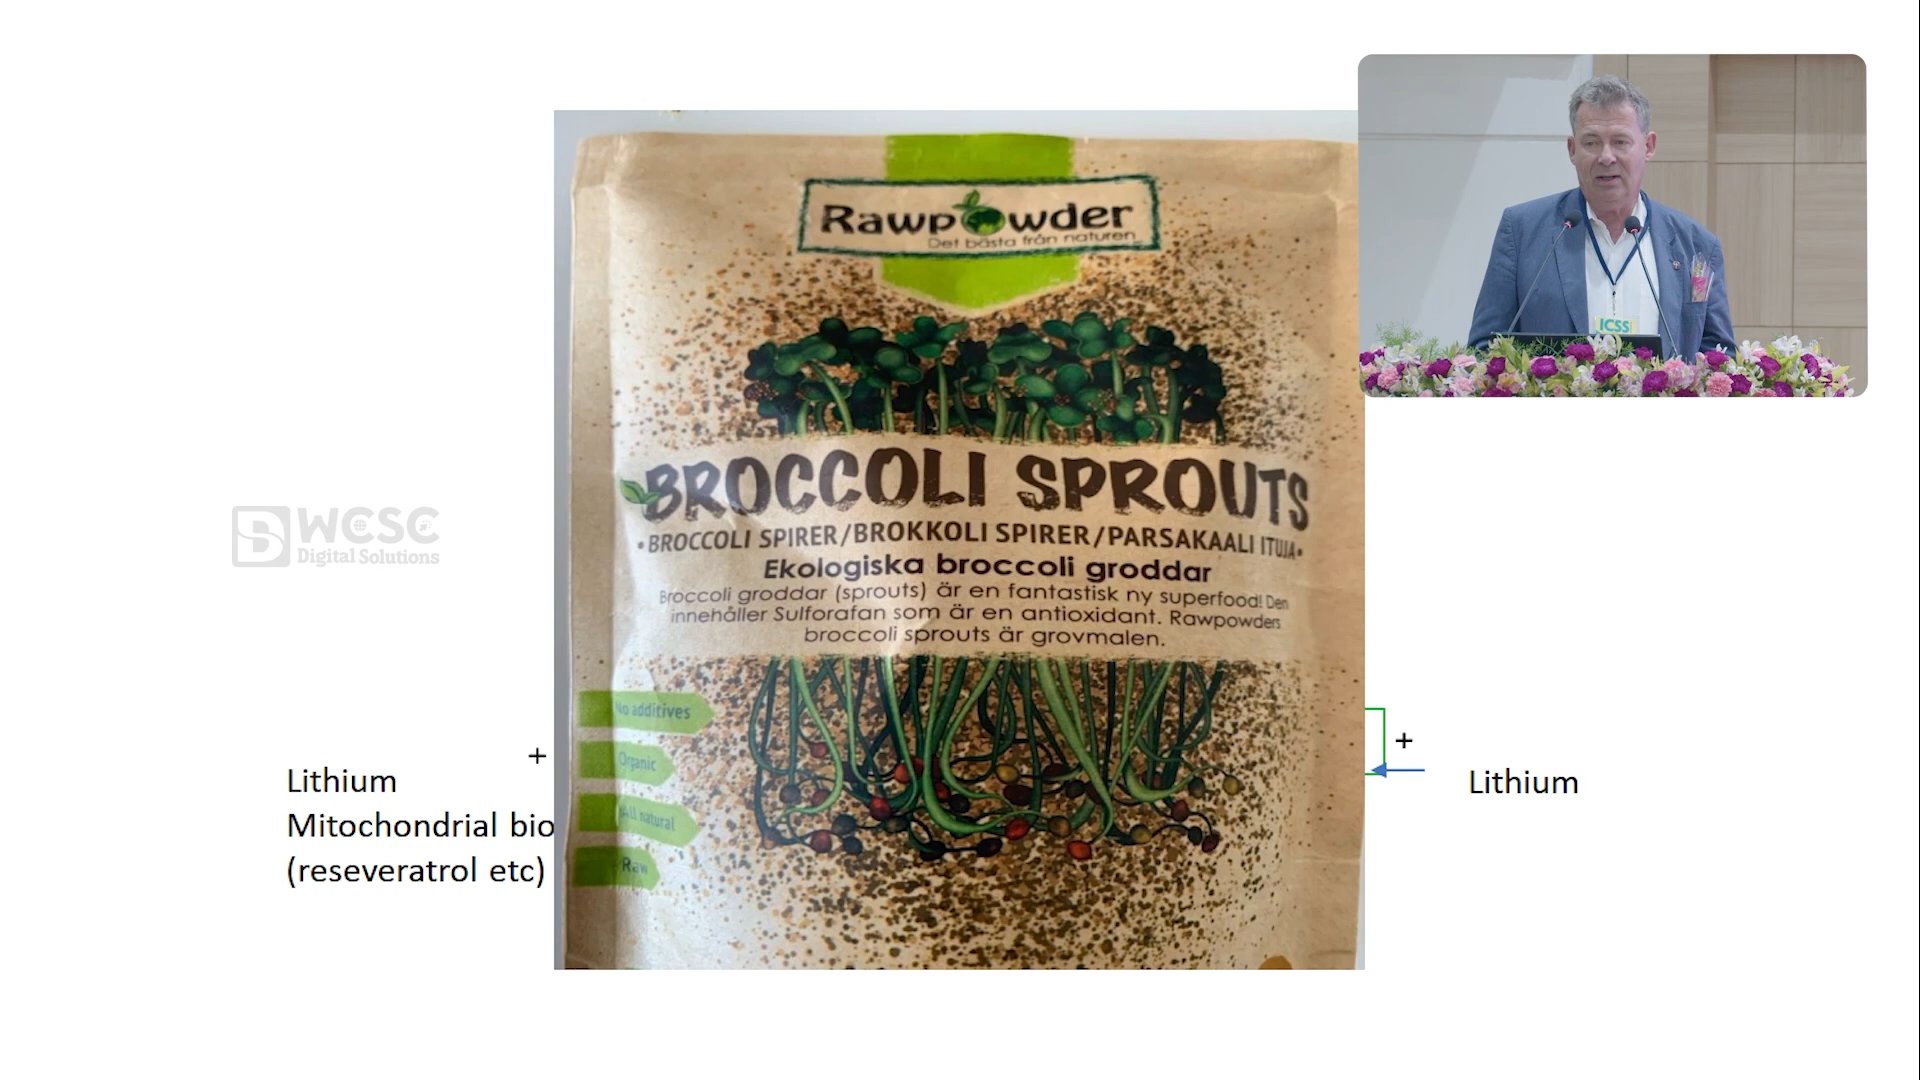 Rawpowder
Det bästa från naturen
BROCCOLI SPROUTS
•BROCCOLI SPIRER/BROKKOLI SPIRER/PARSAKAALI ITUJA•
Ekologiska broccoli groddar
Broccoli groddar (sprouts) är en fantastisk ny superfood! Den
innehåller Sulforafan som är en antioxidant. Rawpowders
broccoli sprouts är grovmalen.
No additives
Organic
All natural
Raw
+
Lithium
Mitochondrial bio
(reseveratrol etc)
+
Lithium
ICSS
WCSC
Digital Solutions